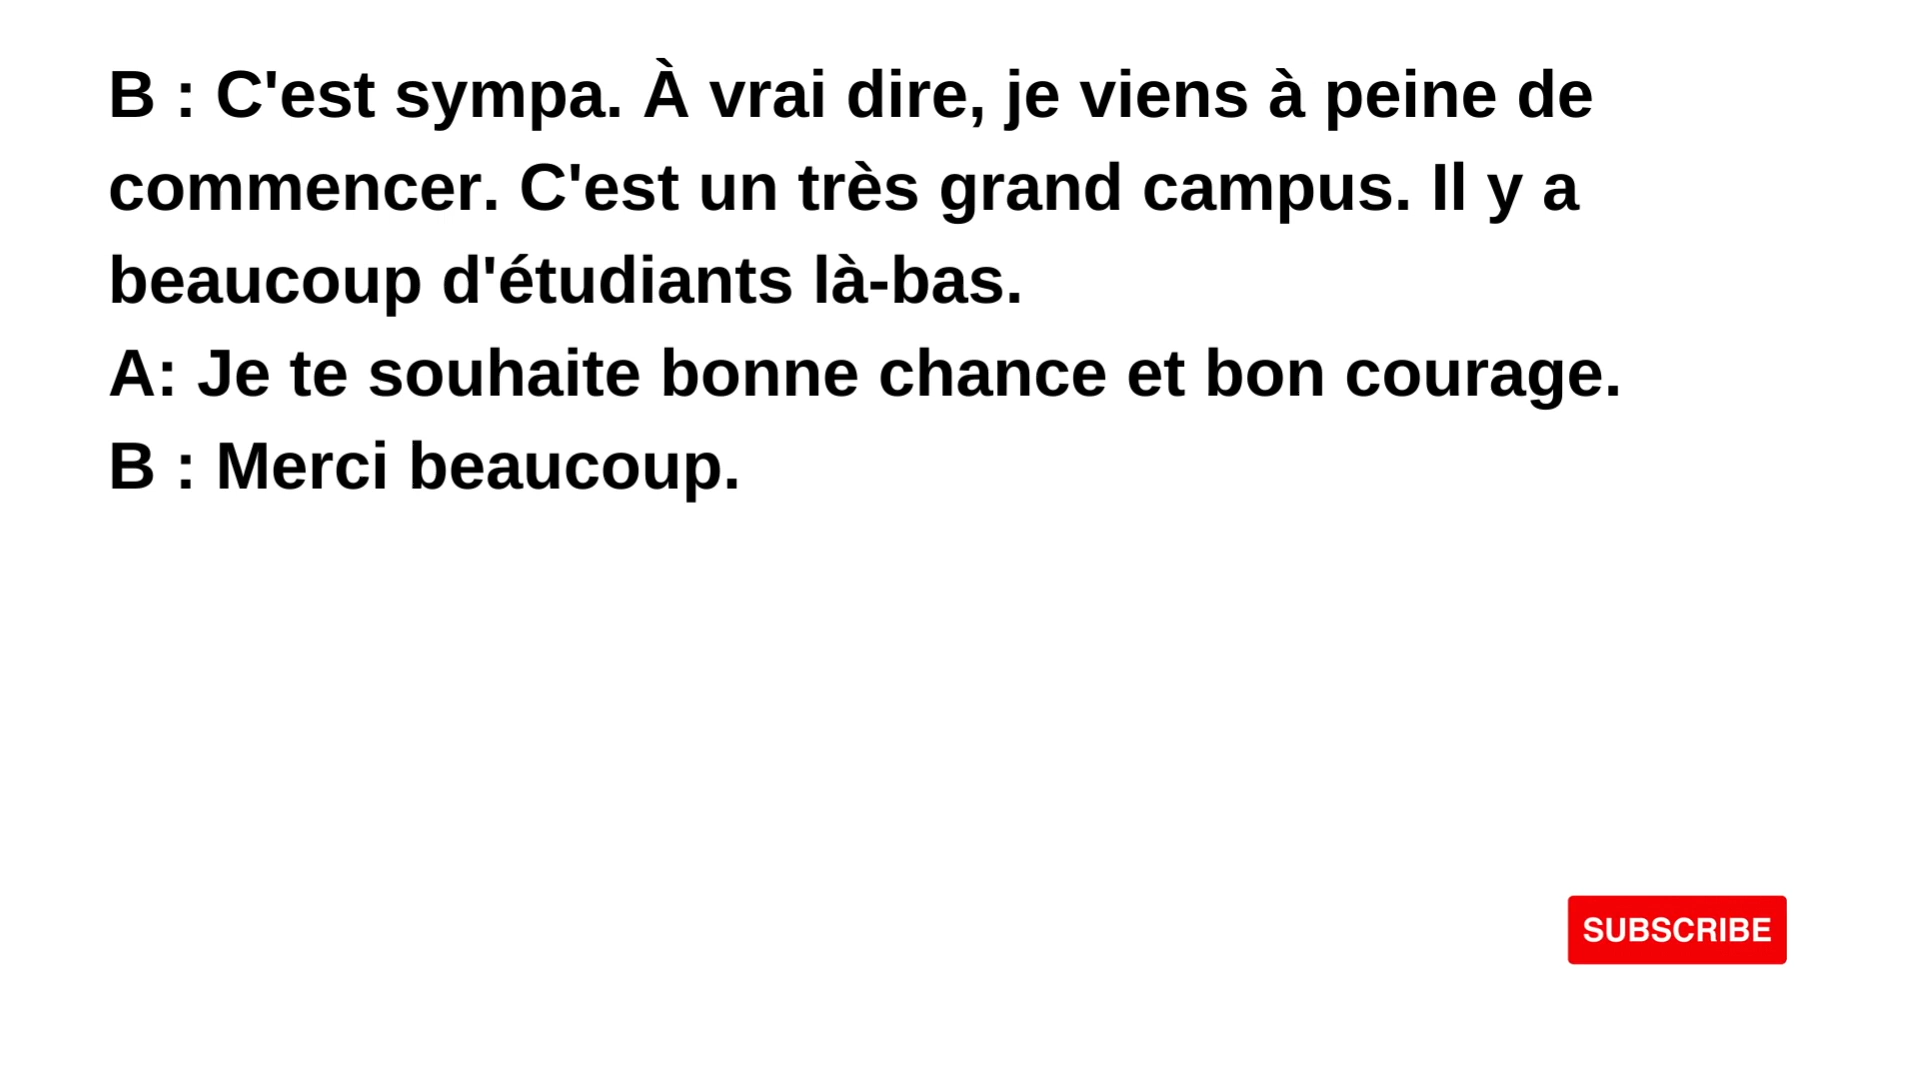 B : C'est sympa. À vrai dire, je viens à peine de
commencer. C'est un très grand campus. Il y a
beaucoup d'étudiants là-bas.
A: Je te souhaite bonne chance et bon courage.
B : Merci beaucoup.
SUBSCRIBE